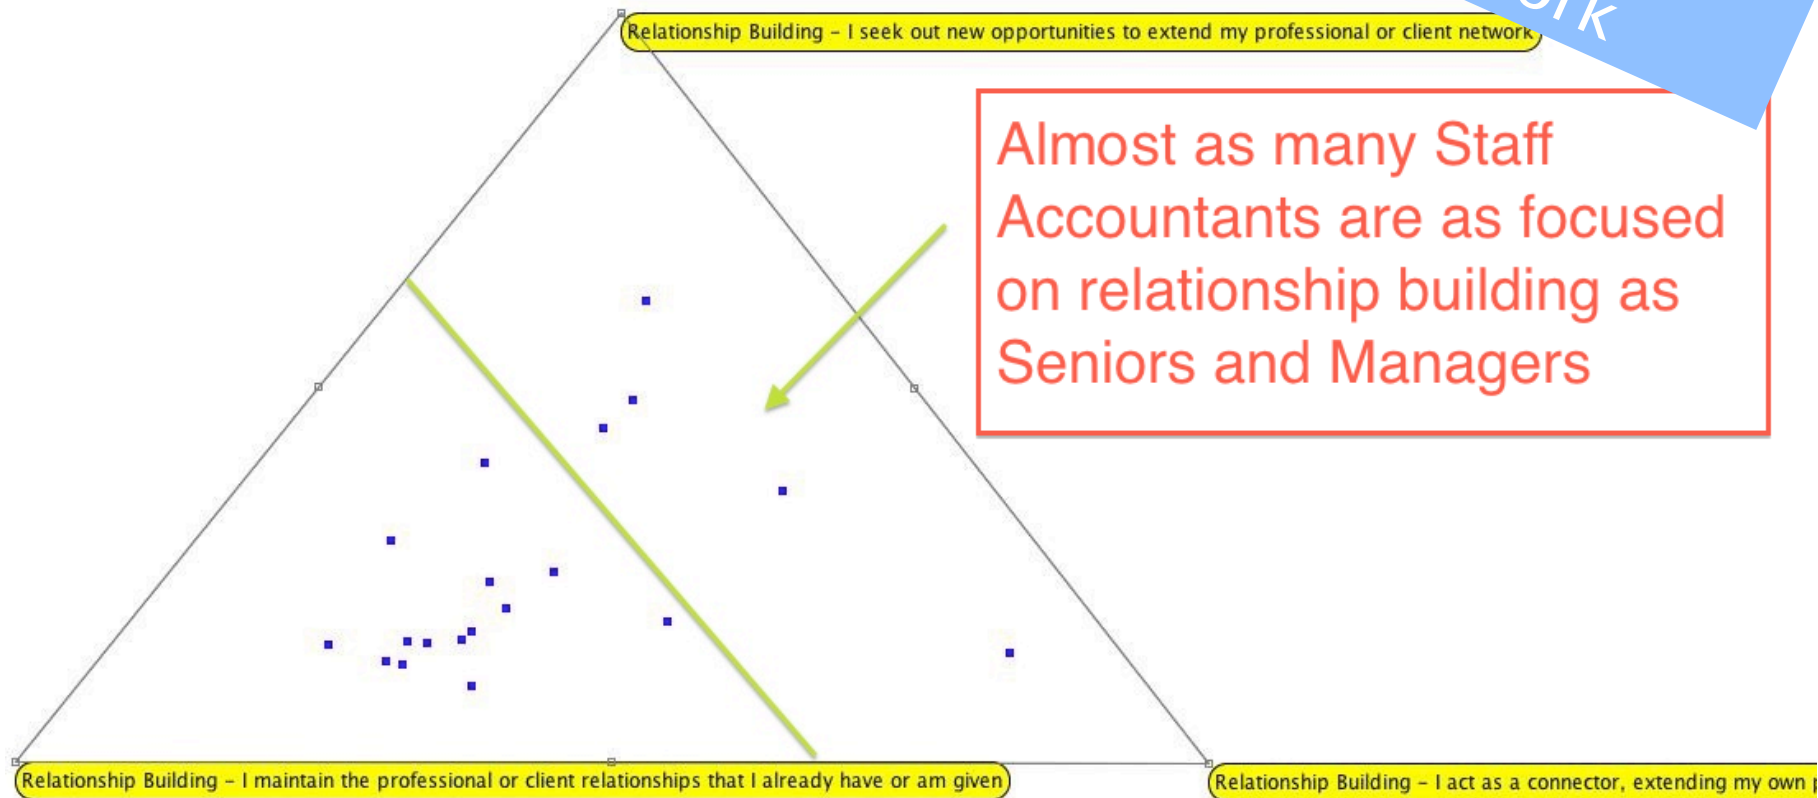 Relationship Building – I seek out new opportunities to extend my professional or client network
Almost as many Staff
Accountants are as focused
on relationship building as
Seniors and Managers
Relationship Building – I maintain the professional or client relationships that I already have or am given
Relationship Building – I act as a connector, extending my own